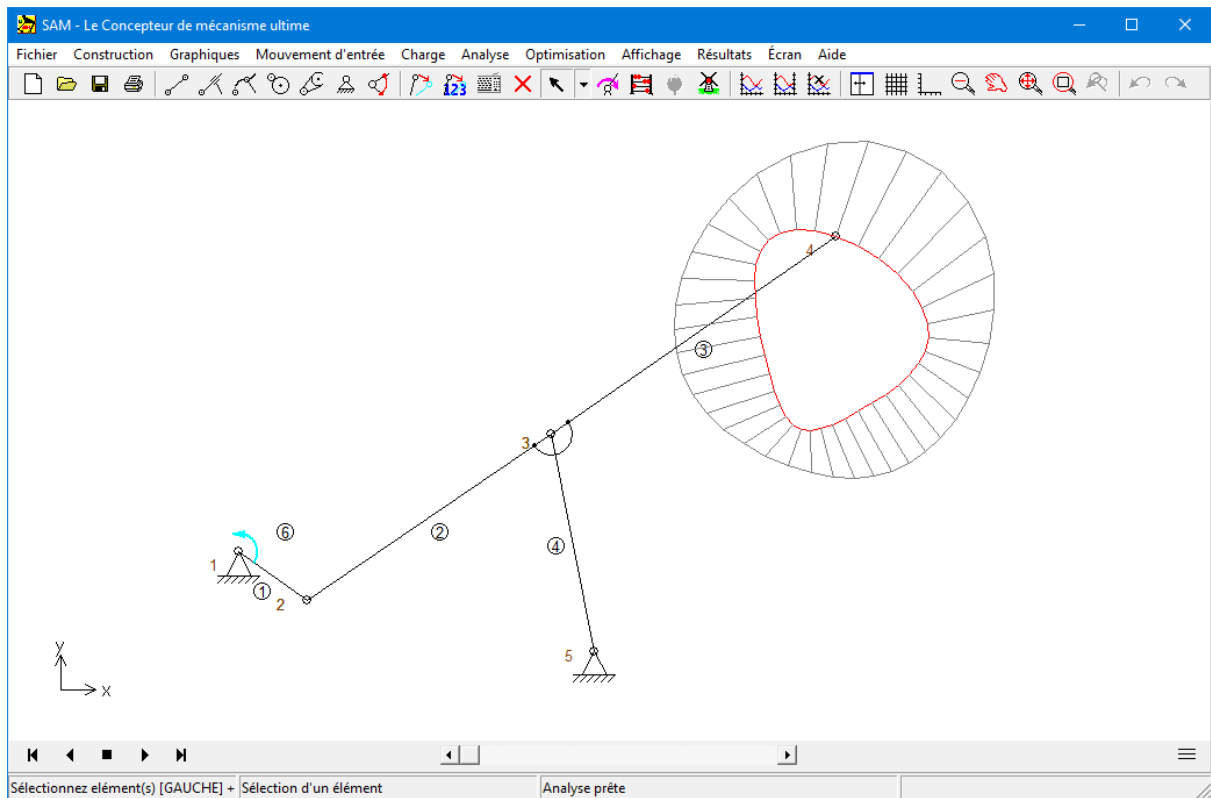 SAM - Le Concepteur de mécanisme ultime
Fichier Construction Graphiques Mouvement d'entrée Charge Analyse Optimisation Affichage Résultats Écran Aide
123
4
3
3
2
6
4
1
1
2
5
y
x
Sélectionnez elément(s) [GAUCHE] + Sélection d'un élément Analyse prête